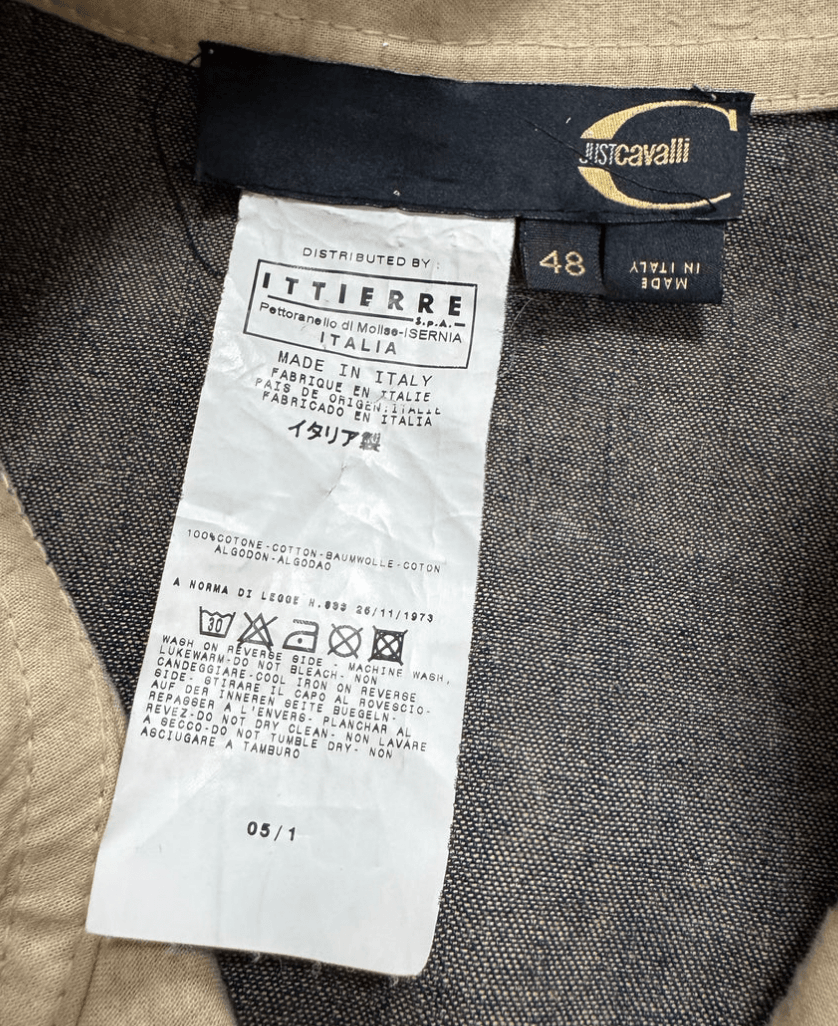 JUSTcavalli
48
MADE
IN ITALY
DISTRIBUTED BY :
ITTIERRE
S.p.A.
Pettoranello di Molise-ISERNIA
ITALIA
MADE IN ITALY
FABRIQUE EN ITALIE
PAIS DE ORIGEN:ITALIE
FABRICADO EN ITALIA
イタリア製
100%COTONE-COTTON-BAUMWOLLE-COTON
ALGODON-ALGODAO
A NORMA DI LEGGE N.883 26/11/1973
30
WASH ON REVERSE SIDE - MACHINE WASH,
LUKEWARM-DO NOT BLEACH- NON
CANDEGGIARE-COOL IRON ON REVERSE
SIDE- STIRARE IL CAPO AL ROVESCIO-
AUF DER INNEREN SEITE BUEGELN-
REPASSER A L'ENVERS- PLANCHAR AL
REVEZ-DO NOT DRY CLEAN- NON LAVARE
A SECCO-DO NOT TUMBLE DRY- NON
ASCIUGARE A TAMBURO
05/1